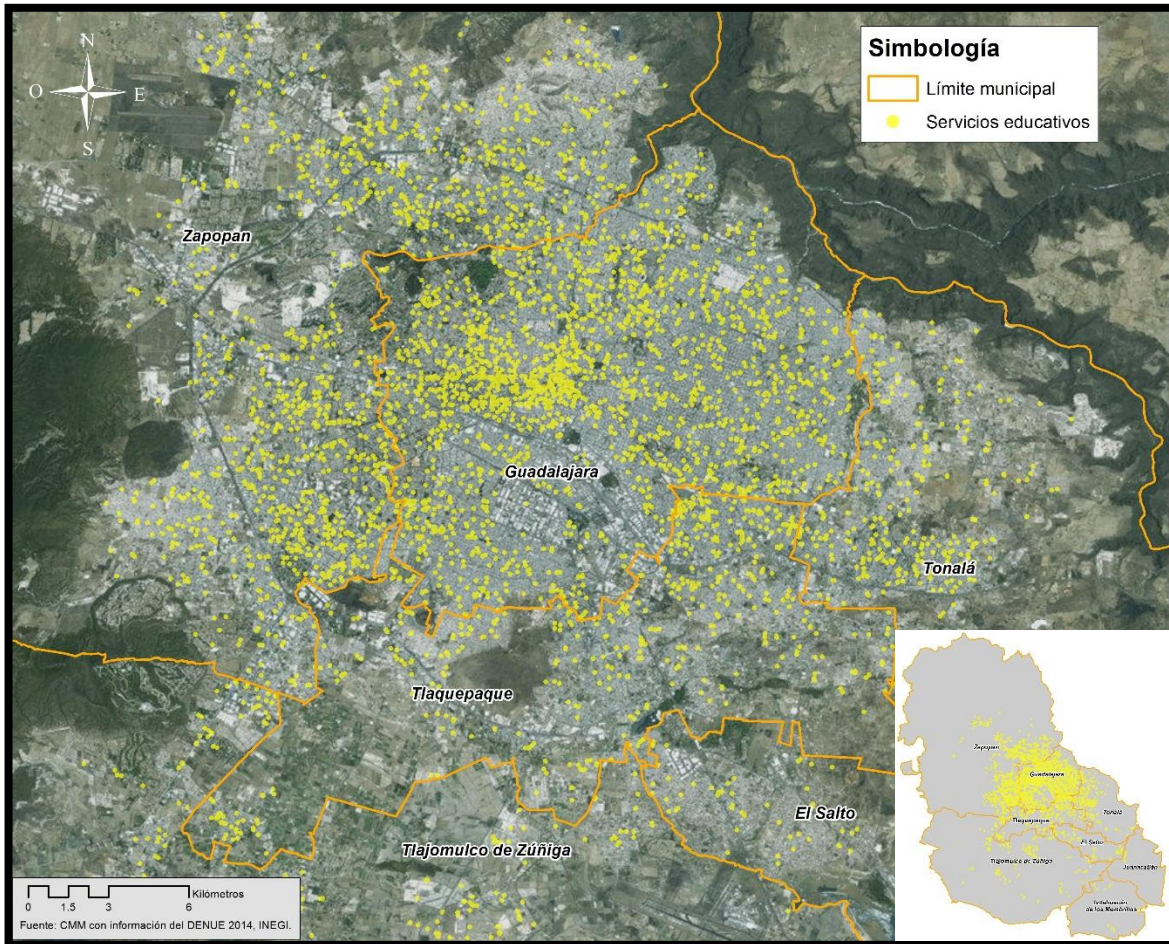 N
O
E
S
Simbología
Límite municipal
Servicios educativos
Zapopan
Guadalajara
Tonalá
Tlaquepaque
El Salto
Tlajomulco de Zúñiga
Kilómetros
0 1.5 3 6
Fuente: CMM con información del DENUE 2014, INEGI.
Zapopan
Guadalajara
Tonalá
Tlaquepaque
El Salto
Tlajomulco de Zúñiga
Juanacatlán
Ixtlahuacán
de los Membrillos